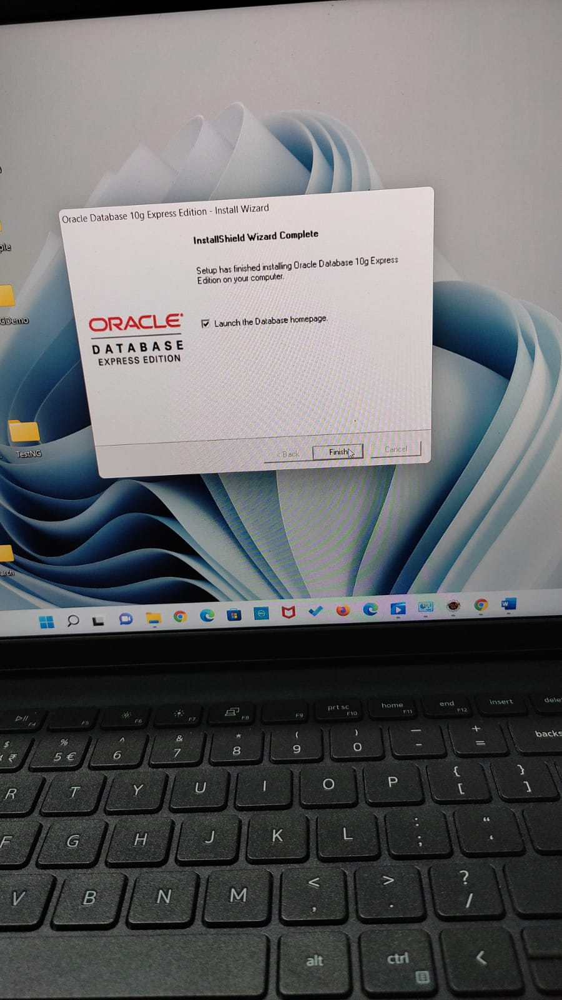 ple
GDemo
TestNG
arch
Oracle Database 10g Express Edition - Install Wizard
InstallShield Wizard Complete
Setup has finished installing Oracle Database 10g Express
Edition on your computer.
ORACLE
DATABASE
EXPRESS EDITION
Launch the Database homepage.
< Back
Finish
Cancel
W
F4
F5
F6
F7
F8
F9
prt sc
F10
home
F11
end
F12
insert
dele
$
₹
%
5 €
^
6
&
7
*
8
(
9
)
0
—
-
+
=
backs
R
T
Y
U
I
O
P
{
[
}
]
F
G
H
J
K
L
:
;
“
‘
V
B
N
M
<
,
>
.
?
/
alt
ctrl
<